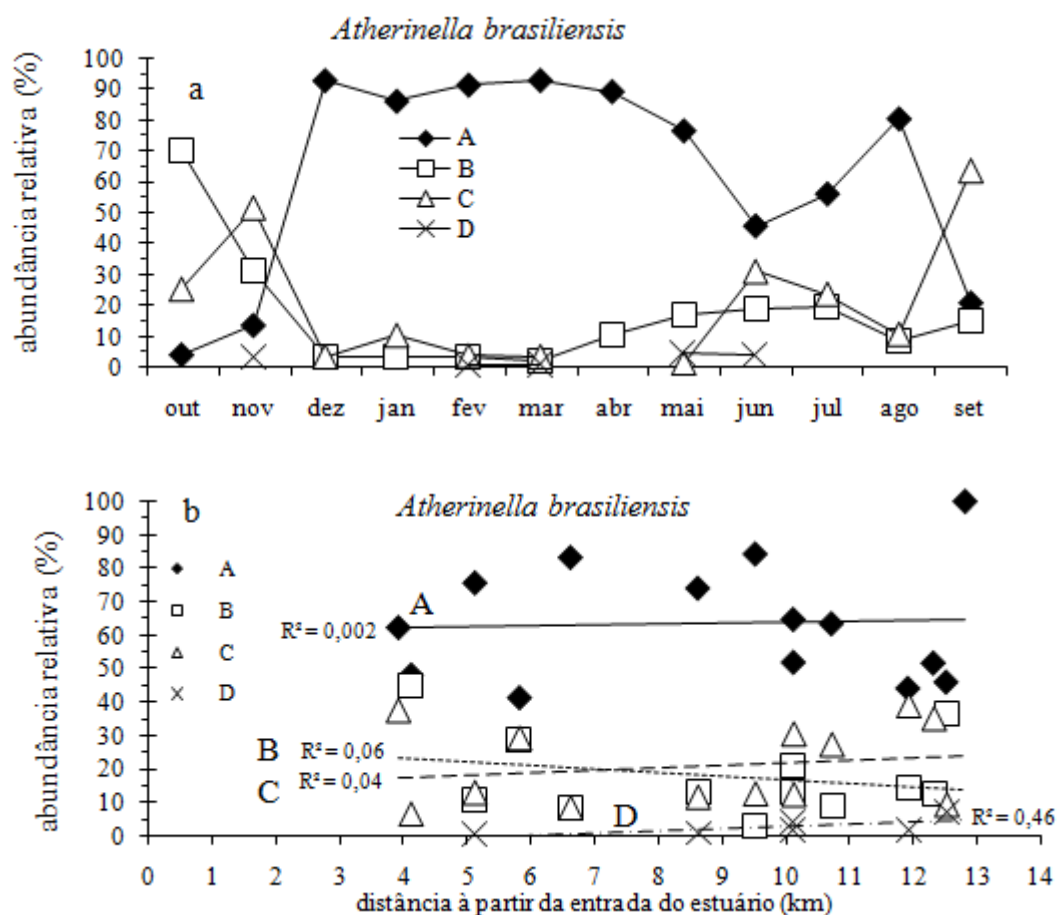 Atherinella brasiliensis
abundância relativa (%)
100
90
80
70
60
50
40
30
20
10
0
a
A
B
C
D
out nov dez jan fev mar abr mai jun jul ago set
Atherinella brasiliensis
abundância relativa (%)
100
90
80
70
60
50
40
30
20
10
0
b
A
B
C
D
A
R² = 0,002
B
R² = 0,06
C
R² = 0,04
D
R² = 0,46
0 1 2 3 4 5 6 7 8 9 10 11 12 13 14
distância à partir da entrada do estuário (km)